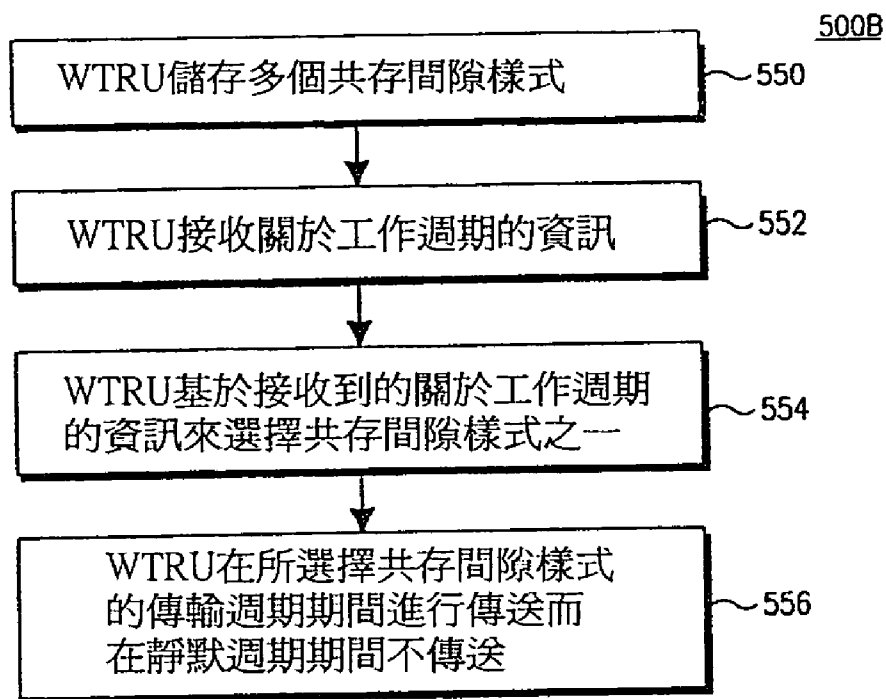 500B
WTRU儲存多個共存間隙樣式
550
WTRU接收關於工作週期的資訊
552
WTRU基於接收到的關於工作週期
的資訊來選擇共存間隙樣式之一
554
WTRU在所選擇共存間隙樣式
的傳輸週期期間進行傳送而
在靜默週期期間不傳送
556